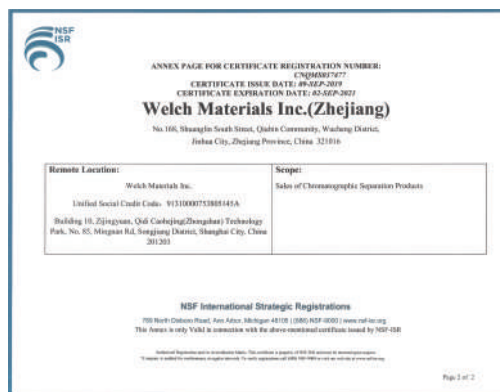 NSF
ISR
ANNEX PAGE FOR CERTIFICATE REGISTRATION NUMBER:
CNQMS037477
CERTIFICATE ISSUE DATE: 09-SEP-2019
CERTIFICATE EXPIRATION DATE: 02-SEP-2021
Welch Materials Inc.(Zhejiang)
No.168, Shuanglin South Street, Qiubin Community, Wucheng District,
Jinhua City, Zhejiang Province, China 321016
Remote Location:
Scope:
Welch Materials Inc.
Sales of Chromatographic Separation Products
Unified Social Credit Code:
Building 10, Zijingyuan, Qidi Caohejing(Zhongshan) Technology
Park, No. 85, Mingnan Rd, Songjiang District, Shanghai City, China
201203
NSF International Strategic Registrations
789 North Dixboro Road, Ann Arbor, Michigan 48105 | (888) NSF-9000 | www.nsf-isr.org
This Annex is only Valid in connection with the above-mentioned certificate issued by NSF-ISR
Page 2 of 2